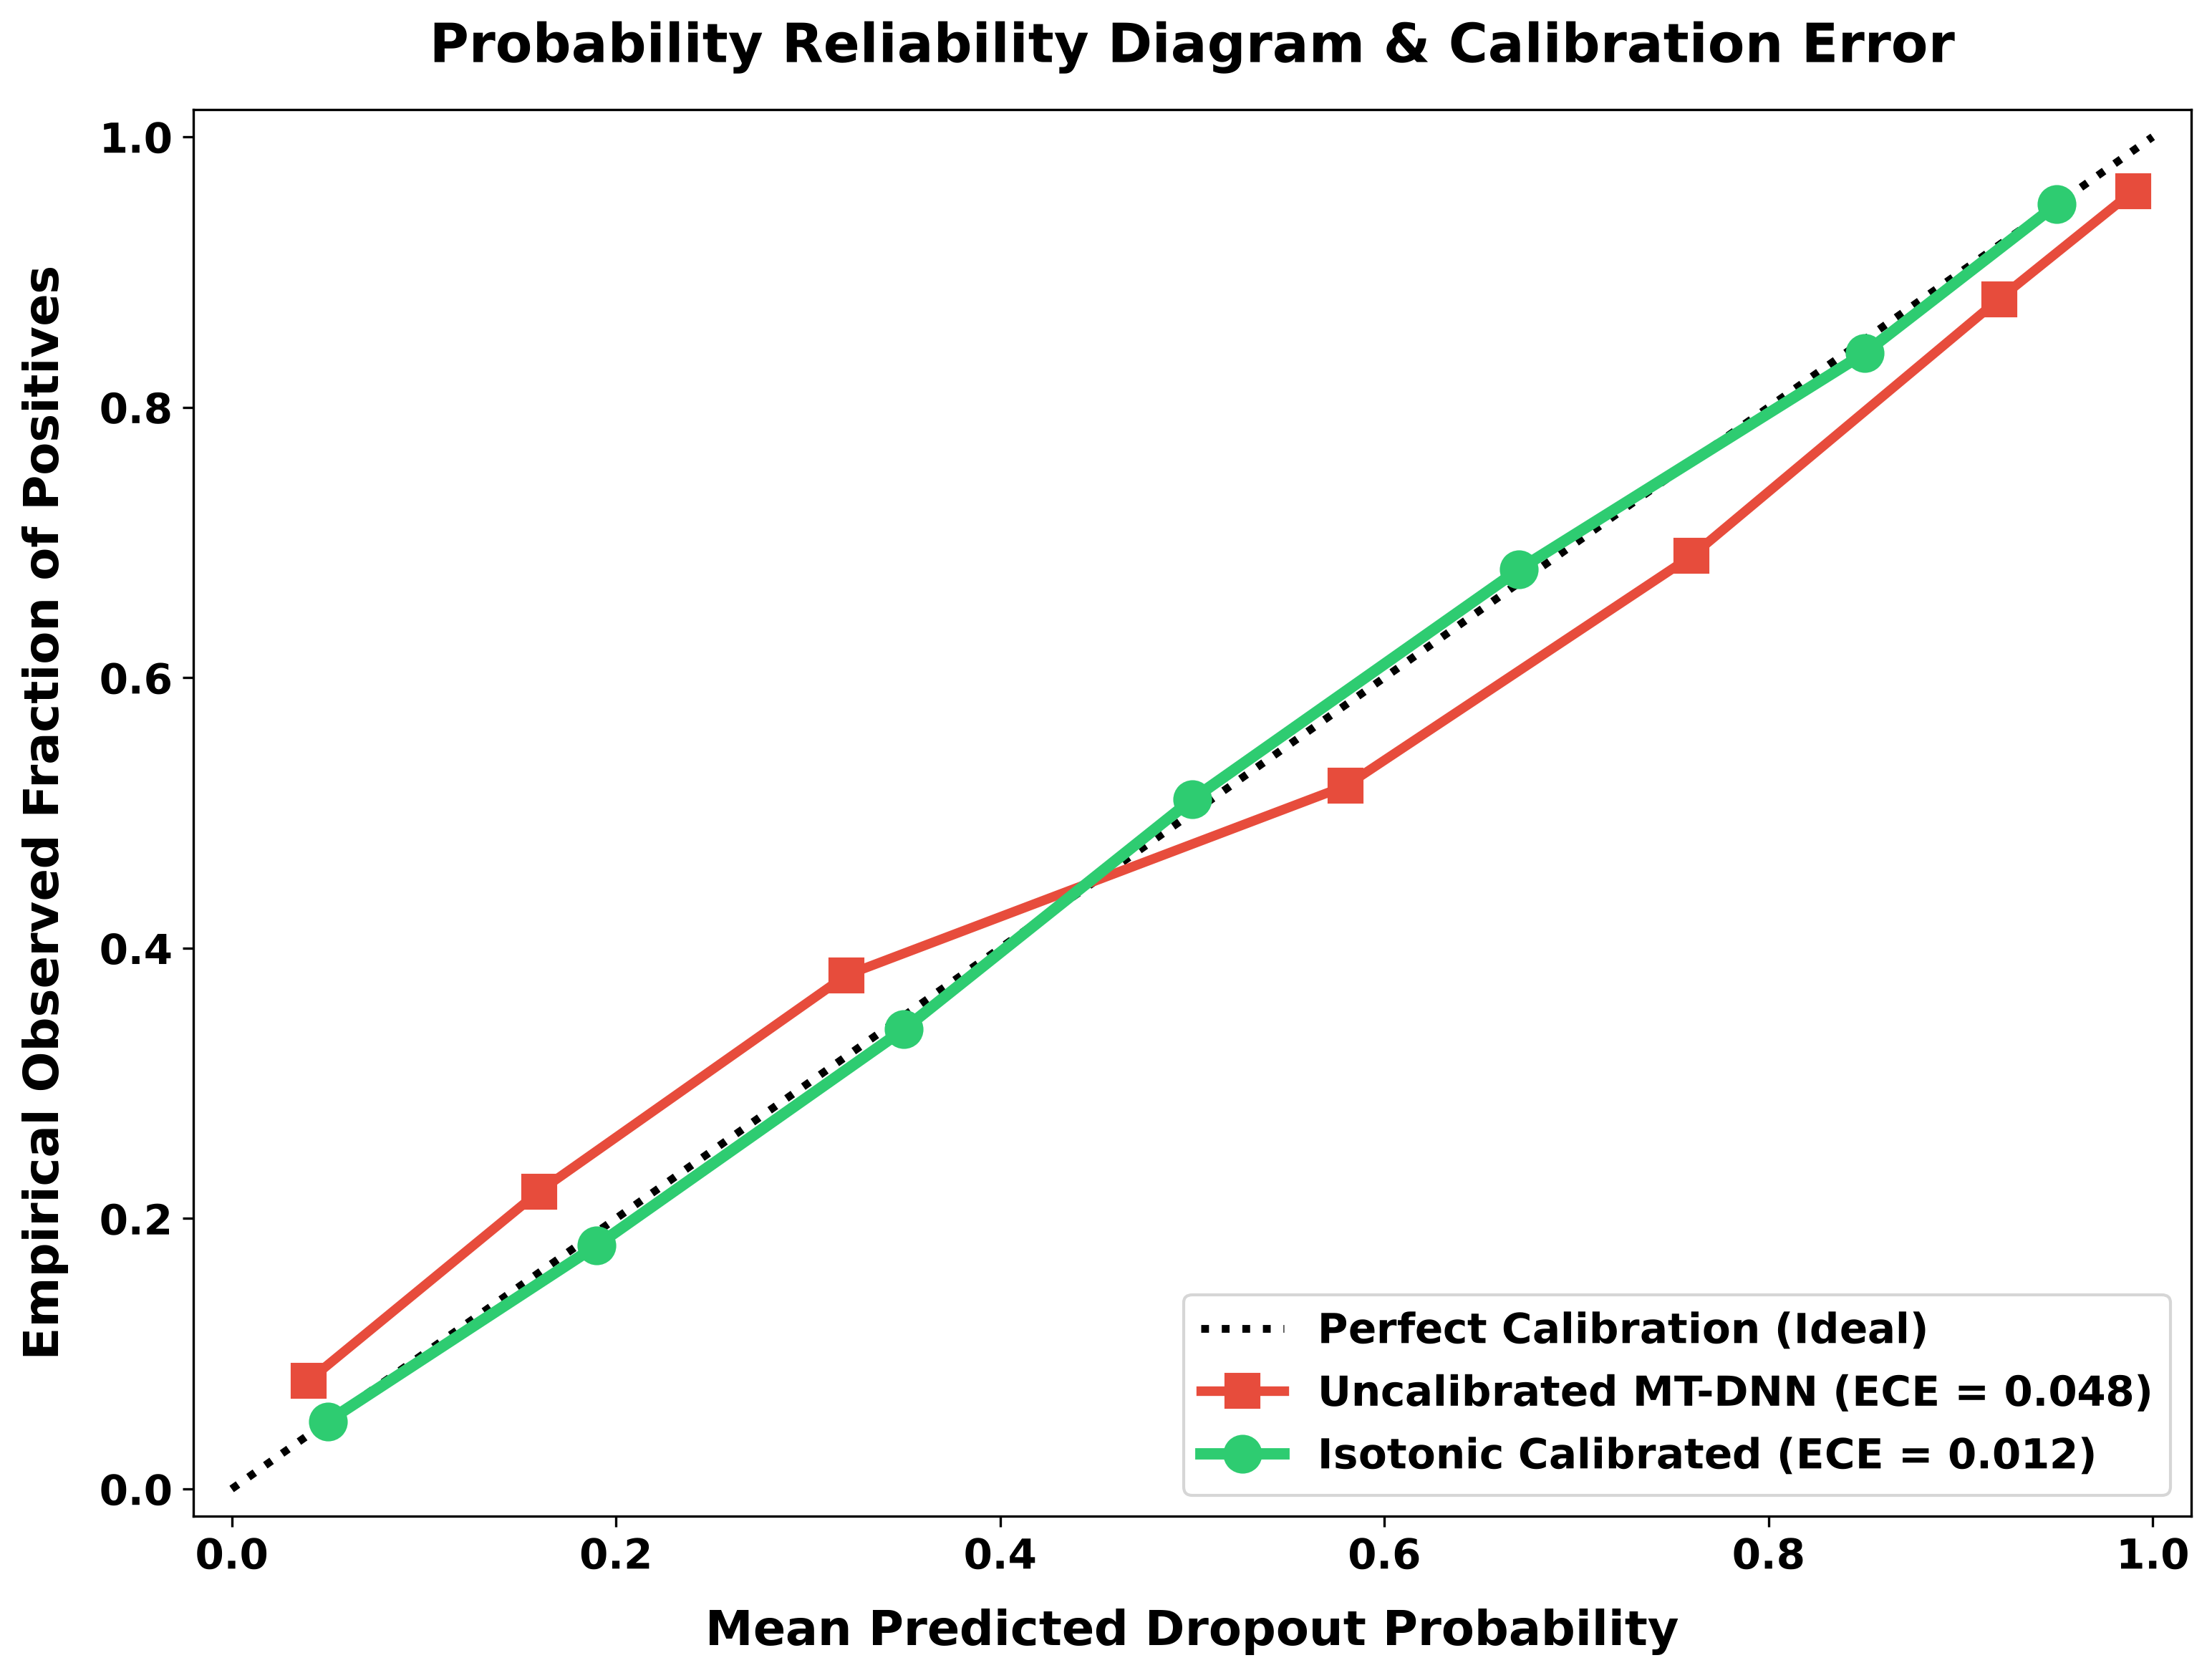 Probability Reliability Diagram & Calibration Error
Empirical Observed Fraction of Positives
1.0
0.8
0.6
0.4
0.2
0.0
Perfect Calibration (Ideal)
Uncalibrated MT-DNN (ECE = 0.048)
Isotonic Calibrated (ECE = 0.012)
0.0 0.2 0.4 0.6 0.8 1.0
Mean Predicted Dropout Probability